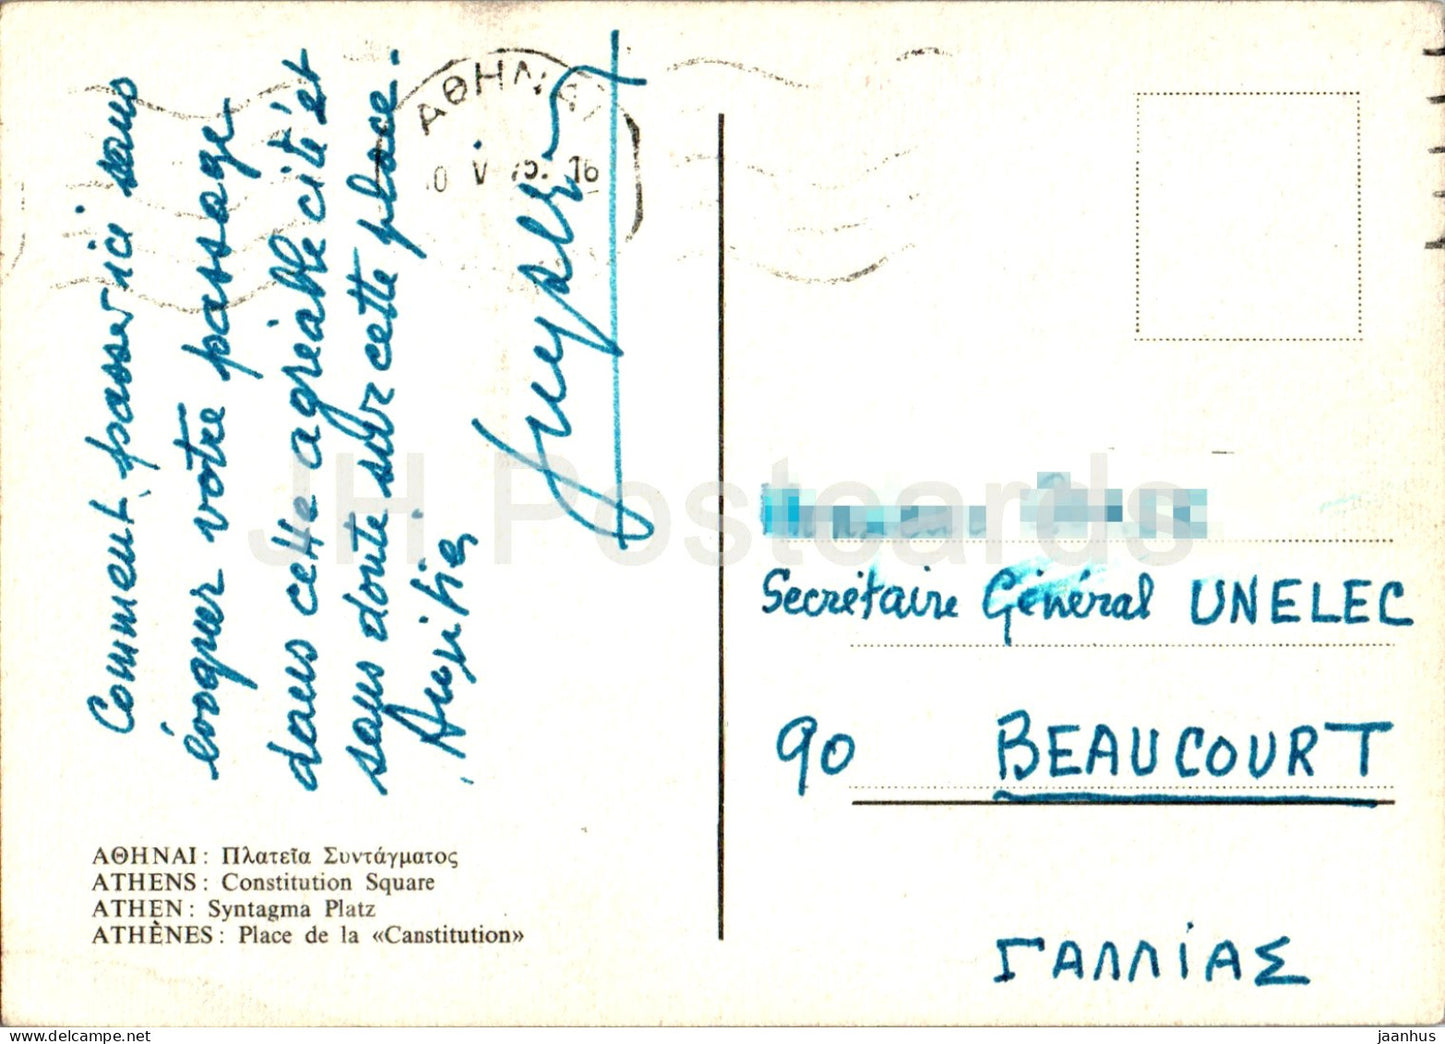 Comment passer ici sans
évoquer votre passage
dans cette agréable cité et
sans doute sur cette place.
Amitiés
ΑΘΗΝΑΙ
V 16
Secrétaire Général UNELEC
90 BEAUCOURT
ΓΑΛΛΙΑΣ
ΑΘΗΝΑΙ: Πλατεῖα Συντάγματος
ATHENS: Constitution Square
ATHEN: Syntagma Platz
ATHÈNES: Place de la «Canstitution»
JH Postcards
jaanhus